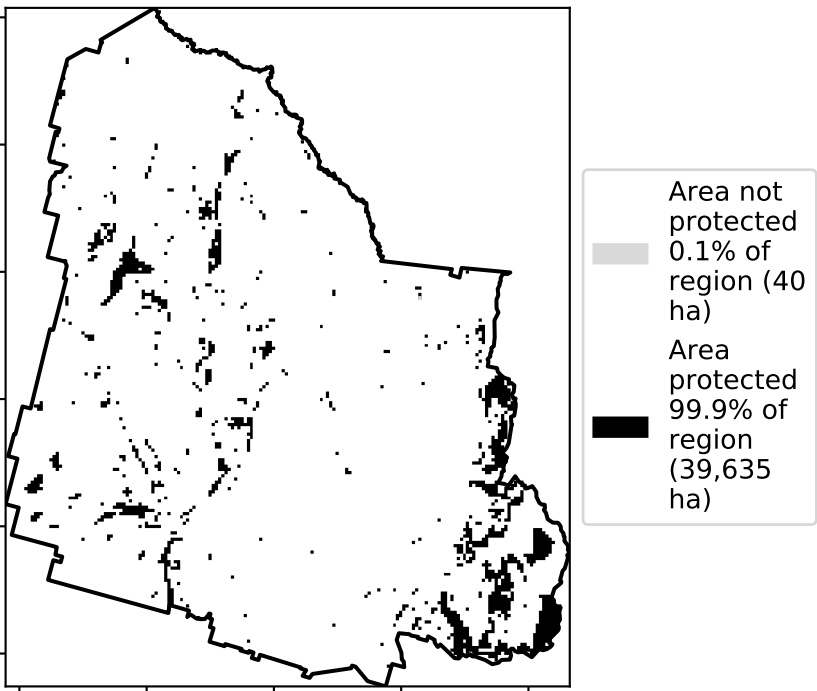 Area not
protected
0.1% of
region (40
ha)
Area
protected
99.9% of
region
(39,635
ha)